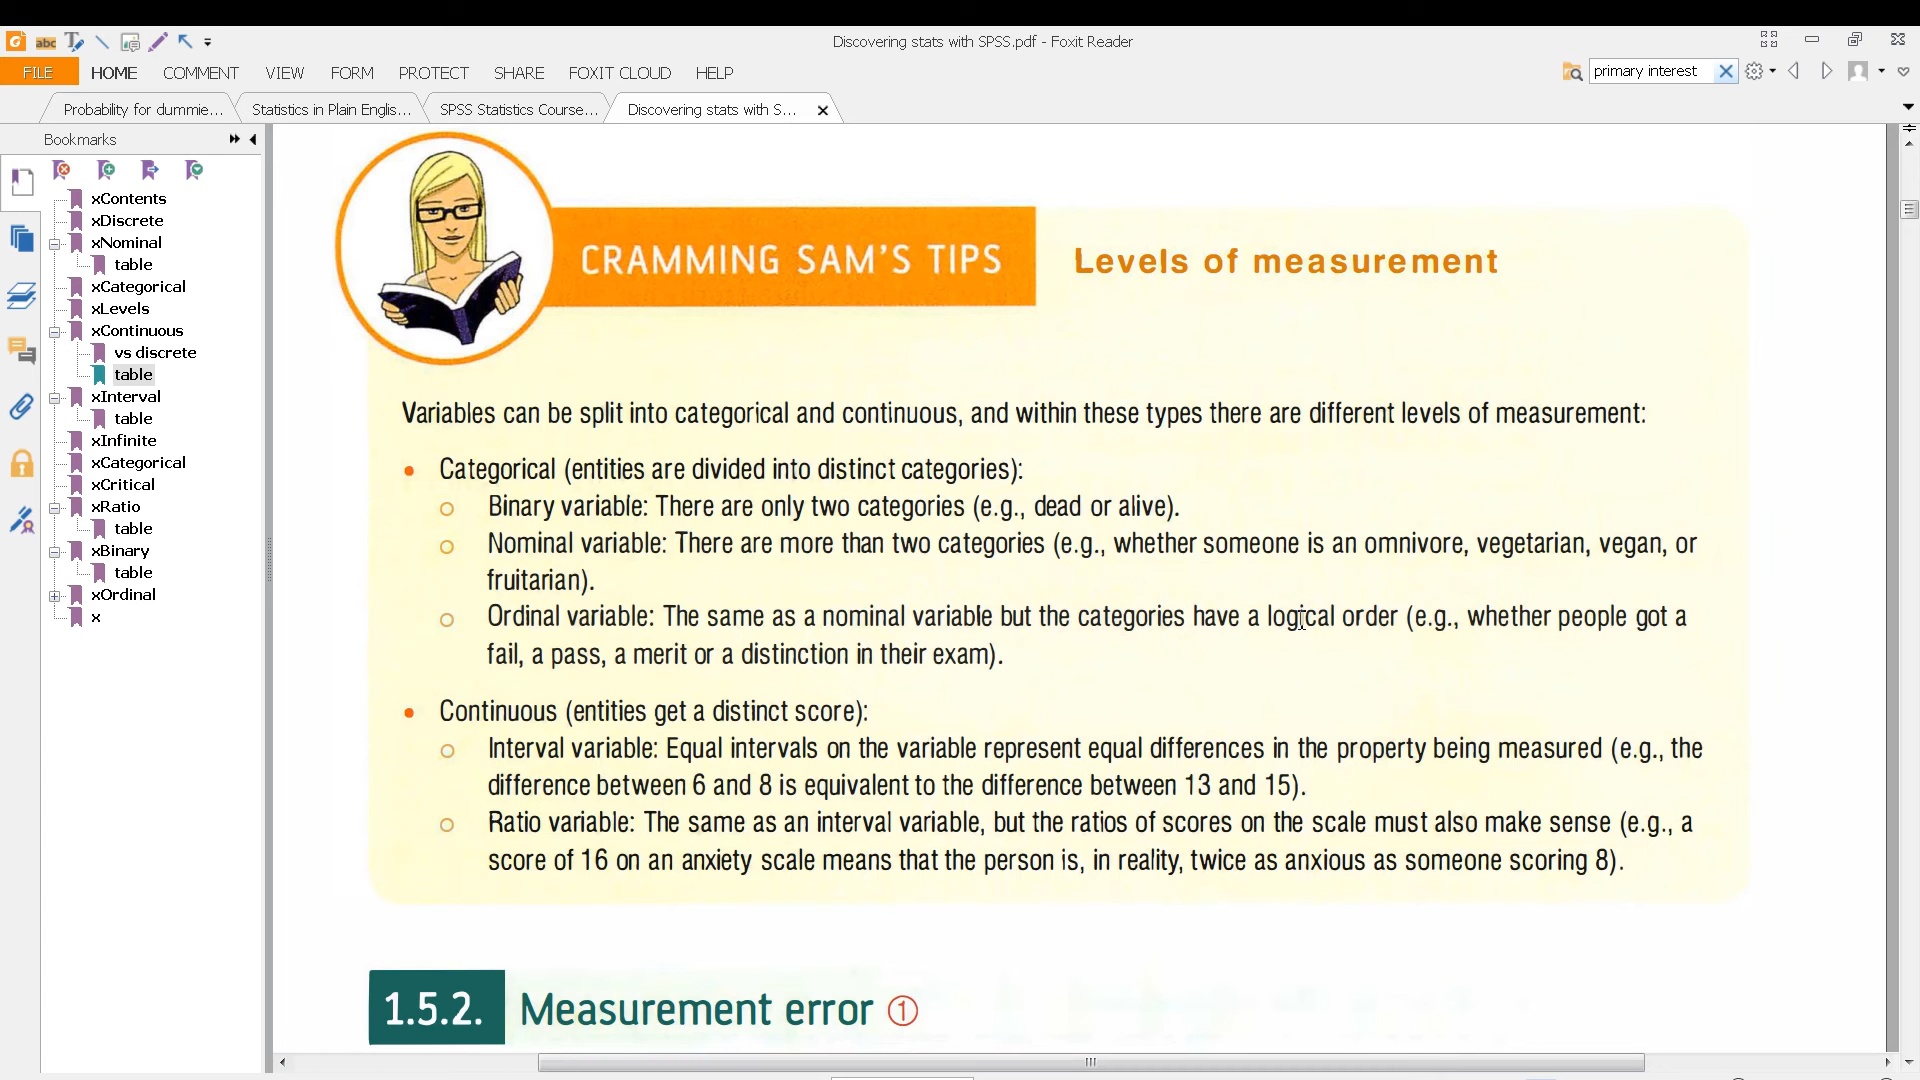 Discovering stats with SPSS.pdf - Foxit Reader
FILE HOME COMMENT VIEW FORM PROTECT SHARE FOXIT CLOUD HELP primary interest
Probability for dummie... Statistics in Plain Englis... SPSS Statistics Course... Discovering stats with S...
Bookmarks
xContents
xDiscrete
xNominal
table
xCategorical
xLevels
xContinuous
vs discrete
table
xInterval
table
xInfinite
xCategorical
xCritical
xRatio
table
xBinary
table
xOrdinal
x
CRAMMING SAM'S TIPS Levels of measurement
Variables can be split into categorical and continuous, and within these types there are different levels of measurement:
• Categorical (entities are divided into distinct categories):
○ Binary variable: There are only two categories (e.g., dead or alive).
○ Nominal variable: There are more than two categories (e.g., whether someone is an omnivore, vegetarian, vegan, or
fruitarian).
○ Ordinal variable: The same as a nominal variable but the categories have a logical order (e.g., whether people got a
fail, a pass, a merit or a distinction in their exam).
• Continuous (entities get a distinct score):
○ Interval variable: Equal intervals on the variable represent equal differences in the property being measured (e.g., the
difference between 6 and 8 is equivalent to the difference between 13 and 15).
○ Ratio variable: The same as an interval variable, but the ratios of scores on the scale must also make sense (e.g., a
score of 16 on an anxiety scale means that the person is, in reality, twice as anxious as someone scoring 8).
1.5.2. Measurement error ①